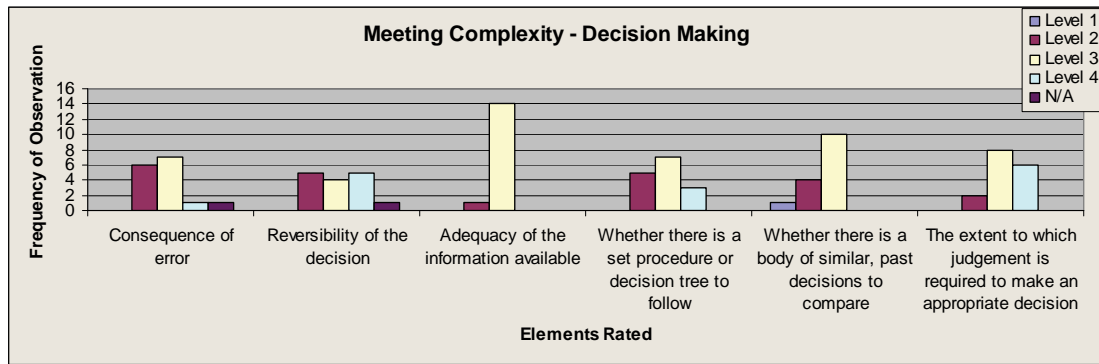 Meeting Complexity - Decision Making
Level 1
Level 2
Level 3
Level 4
N/A
Frequency of Observation
16
14
12
10
8
6
4
2
0
Consequence of
error
Reversibility of the
decision
Adequacy of the
information available
Whether there is a
set procedure or
decision tree to
follow
Whether there is a
body of similar, past
decisions to
compare
The extent to which
judgement is
required to make an
appropriate decision
Elements Rated